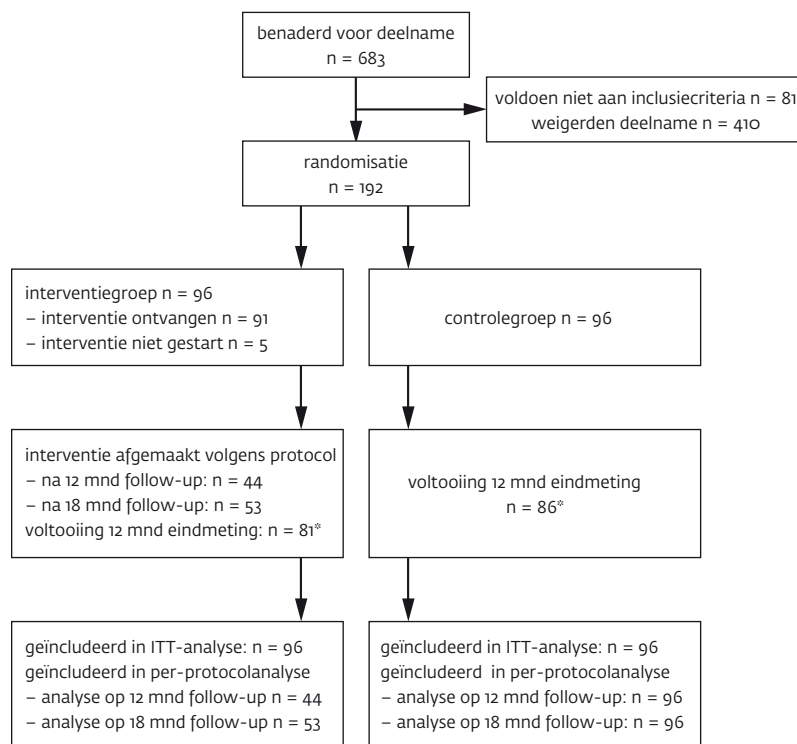 benaderd voor deelname
n = 683
voldoen niet aan inclusiecriteria n = 81
weigerden deelname n = 410
randomisatie
n = 192
interventiegroep n = 96
– interventie ontvangen n = 91
– interventie niet gestart n = 5
controlegroep n = 96
interventie afgemaakt volgens protocol
– na 12 mnd follow-up: n = 44
– na 18 mnd follow-up: n = 53
voltooiing 12 mnd eindmeting: n = 81*
voltooiing 12 mnd eindmeting
n = 86*
geïncludeerd in ITT-analyse: n = 96
geïncludeerd in per-protocolanalyse
– analyse op 12 mnd follow-up n = 44
– analyse op 18 mnd follow-up n = 53
geïncludeerd in ITT-analyse: n = 96
geïncludeerd in per-protocolanalyse
– analyse op 12 mnd follow-up: n = 96
– analyse op 18 mnd follow-up: n = 96